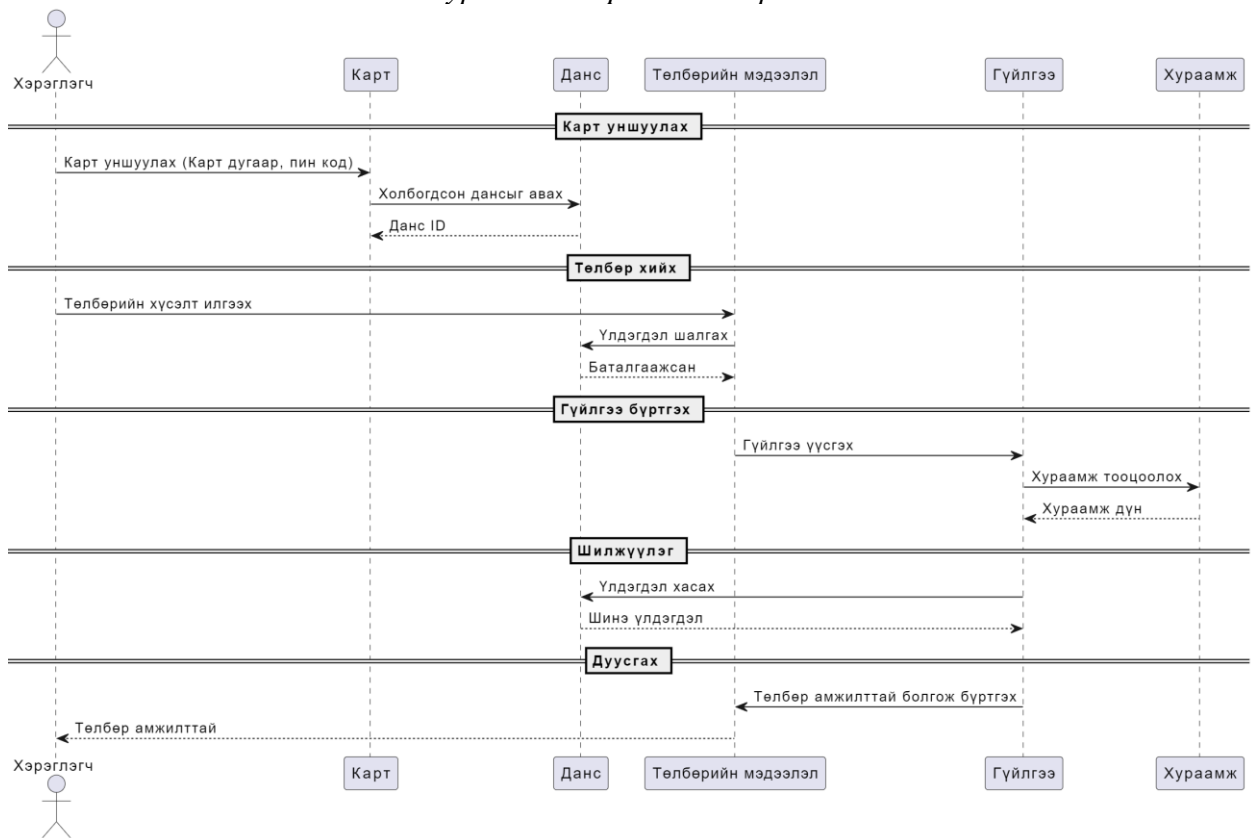 Хэрэглэгч
Карт
Данс
Төлбөрийн мэдээлэл
Гүйлгээ
Хураамж
Карт уншуулах
Карт уншуулах (Карт дугаар, пин код)
Холбогдсон дансыг авах
Данс ID
Төлбөр хийх
Төлбөрийн хүсэлт илгээх
Үлдэгдэл шалгах
Баталгаажсан
Гүйлгээ бүртгэх
Гүйлгээ үүсгэх
Хураамж тооцоолох
Хураамж дүн
Шилжүүлэг
Үлдэгдэл хасах
Шинэ үлдэгдэл
Дуусгах
Төлбөр амжилттай болгож бүртгэх
Төлбөр амжилттай
Хэрэглэгч
Карт
Данс
Төлбөрийн мэдээлэл
Гүйлгээ
Хураамж